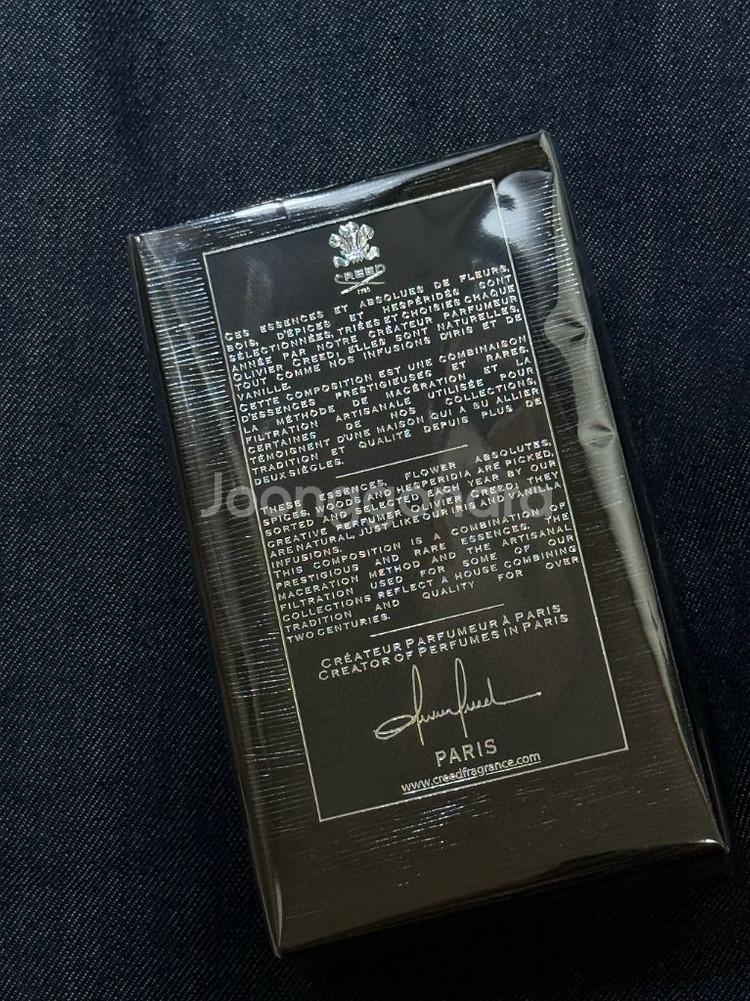 CREED
1760
CES ESSENCES ET ABSOLUES DE FLEURS,
BOIS, D'ÉPICES ET HESPÉRIDÉS SONT
SÉLECTIONNÉES, TRIÉES ET CHOISIES CHAQUE
ANNÉE PAR NOTRE CRÉATEUR PARFUMEUR
OLIVIER CREED. ELLES SONT NATURELLES,
TOUT COMME NOS INFUSIONS D'IRIS ET DE
VANILLE.
CETTE COMPOSITION EST UNE COMBINAISON
D'ESSENCES PRESTIGIEUSES ET RARES.
LA MÉTHODE DE MACÉRATION ET LA
FILTRATION ARTISANALE UTILISÉE POUR
CERTAINES DE NOS COLLECTIONS,
TÉMOIGNENT D'UNE MAISON QUI A SU ALLIER
TRADITION ET QUALITÉ DEPUIS PLUS DE
DEUX SIÈCLES.
THESE ESSENCES, FLOWER ABSOLUTES,
SPICES, WOODS AND HESPERIDIA ARE PICKED,
SORTED AND SELECTED EACH YEAR BY OUR
CREATIVE PERFUMER OLIVIER CREED. THEY
ARE NATURAL, JUST LIKE OUR IRIS AND VANILLA
INFUSIONS.
THIS COMPOSITION IS A COMBINATION OF
PRESTIGIOUS AND RARE ESSENCES. THE
MACERATION METHOD AND THE ARTISANAL
FILTRATION USED FOR SOME OF OUR
COLLECTIONS REFLECT A HOUSE COMBINING
TRADITION AND QUALITY FOR OVER
TWO CENTURIES.
CRÉATEUR PARFUMEUR À PARIS
CREATOR OF PERFUMES IN PARIS
PARIS
www.creedfragrance.com
Joonggonara